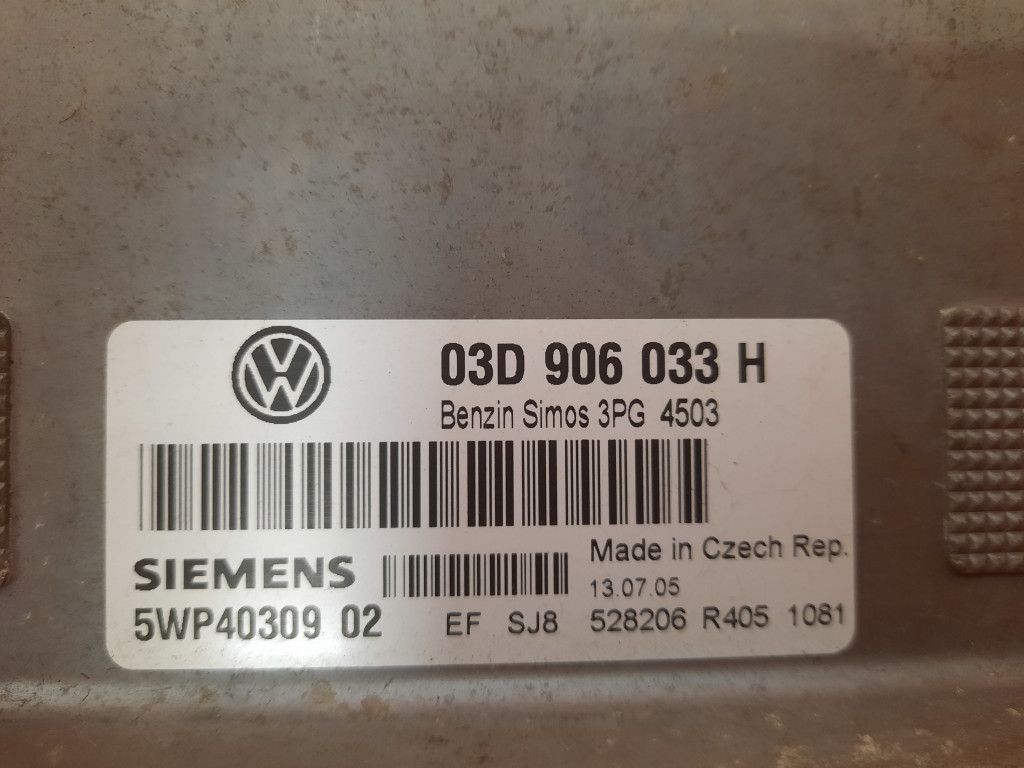 03D 906 033 H
Benzin Simos 3PG 4503
Made in Czech Rep.
SIEMENS
13.07.05
5WP40309 02 EF SJ8 528206 R405 1081